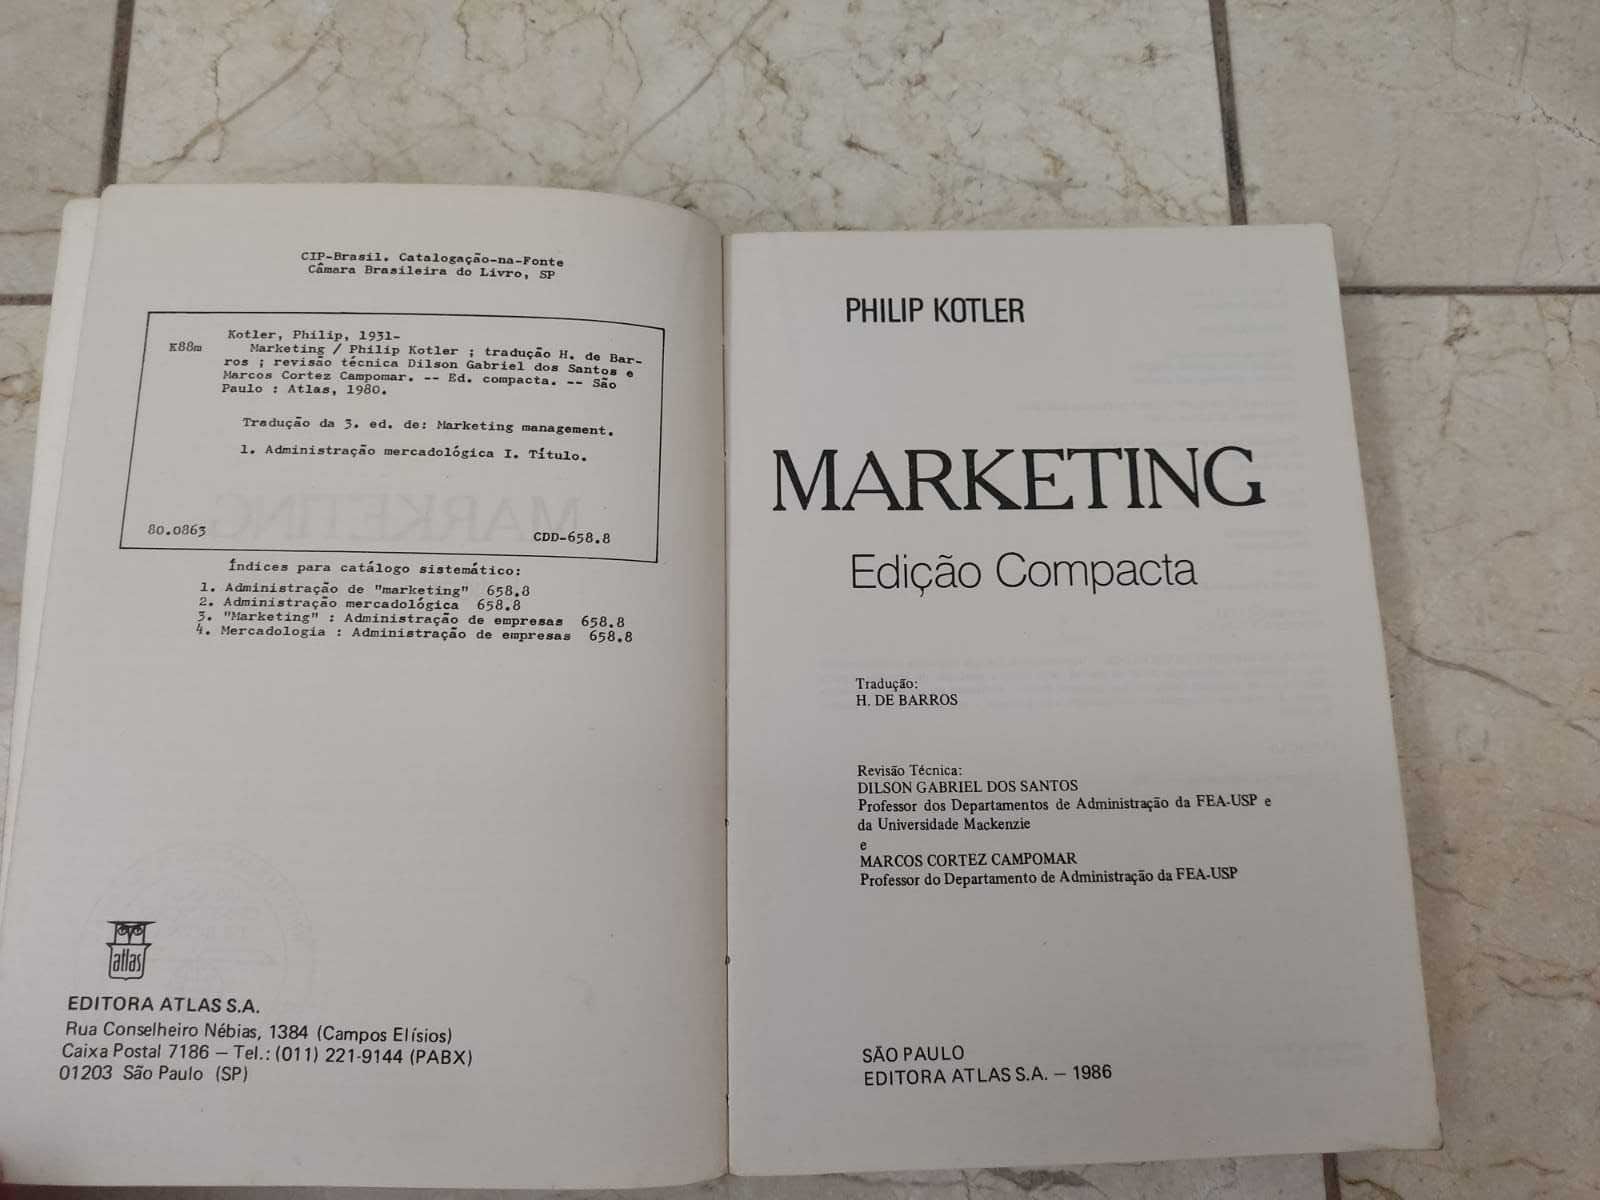 CIP-Brasil. Catalogação-na-Fonte
Câmara Brasileira do Livro, SP
Kotler, Philip, 1931-
K88m
Marketing / Philip Kotler ; tradução H. de Bar-
ros ; revisão técnica Dilson Gabriel dos Santos e
Marcos Cortez Campomar. -- Ed. compacta. -- São
Paulo : Atlas, 1980.
Tradução da 3. ed. de: Marketing management.
1. Administração mercadológica I. Título.
80.0863
CDD-658.8
Índices para catálogo sistemático:
1. Administração de "marketing" 658.8
2. Administração mercadológica 658.8
3. "Marketing" : Administração de empresas 658.8
4. Mercadologia : Administração de empresas 658.8
atlas
EDITORA ATLAS S.A.
Rua Conselheiro Nébias, 1384 (Campos Elísios)
Caixa Postal 7186 – Tel.: (011) 221-9144 (PABX)
01203 São Paulo (SP)
PHILIP KOTLER
MARKETING
Edição Compacta
Tradução:
H. DE BARROS
Revisão Técnica:
DILSON GABRIEL DOS SANTOS
Professor dos Departamentos de Administração da FEA-USP e
da Universidade Mackenzie
e
MARCOS CORTEZ CAMPOMAR
Professor do Departamento de Administração da FEA-USP
SÃO PAULO
EDITORA ATLAS S.A. – 1986